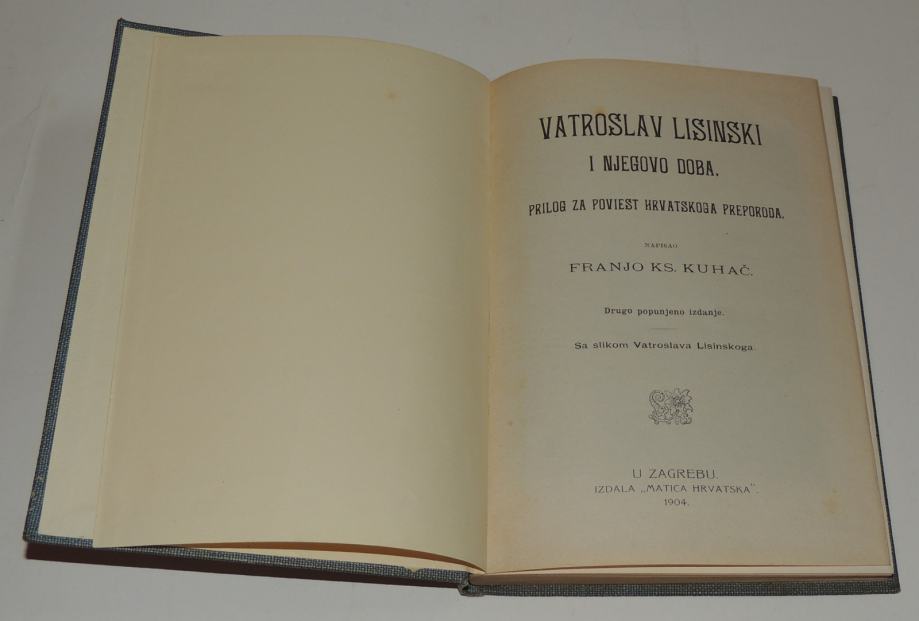 VATROSLAV LISINSKI
I NJEGOVO DOBA.
PRILOG ZA POVIEST HRVATSKOGA PREPORODA.
NAPISAO
FRANJO KS. KUHAČ.
Drugo popunjeno izdanje.
Sa slikom Vatroslava Lisinskoga.
U ZAGREBU.
IZDALA „MATICA HRVATSKA“.
1904.